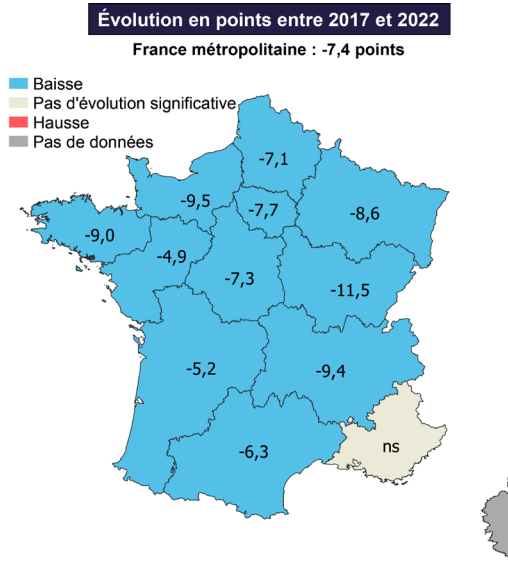 Évolution en points entre 2017 et 2022
France métropolitaine : -7,4 points
Baisse
Pas d'évolution significative
Hausse
Pas de données
-7,1
-9,5
-7,7
-8,6
-9,0
-4,9
-7,3
-11,5
-5,2
-9,4
-6,3
ns